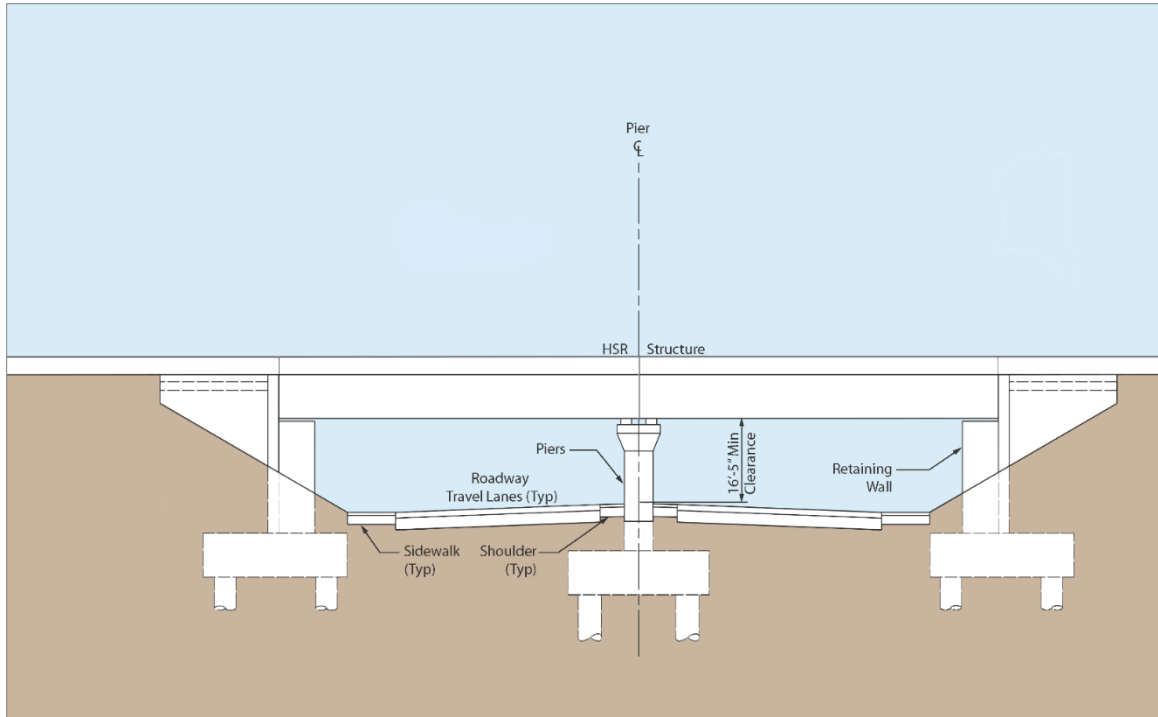 Pier
℄
HSR Structure
Piers
16'-5" Min
Clearance
Retaining
Wall
Roadway
Travel Lanes (Typ)
Sidewalk
(Typ)
Shoulder
(Typ)